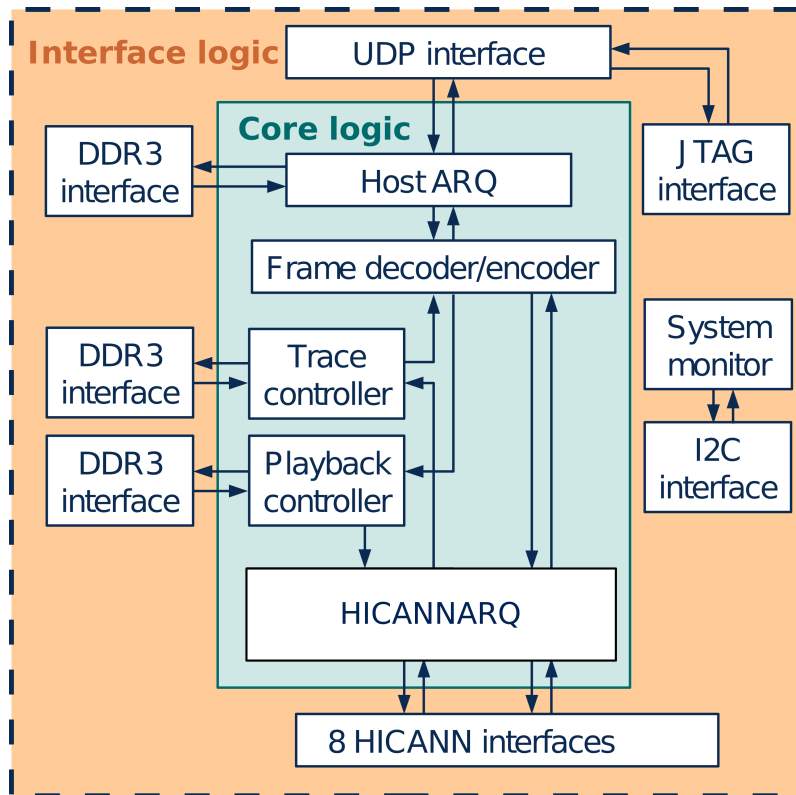 Interface logic
UDP interface
Core logic
DDR3
interface
Host ARQ
JTAG
interface
Frame decoder/encoder
DDR3
interface
Trace
controller
System
monitor
DDR3
interface
Playback
controller
I2C
interface
HICANNARQ
8 HICANN interfaces